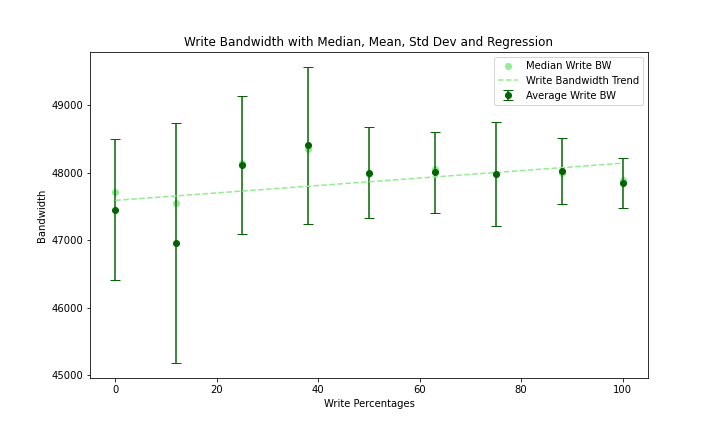 Write Bandwidth with Median, Mean, Std Dev and Regression
Median Write BW
Write Bandwidth Trend
Average Write BW
49000
48000
47000
46000
45000
Bandwidth
0 20 40 60 80 100
Write Percentages